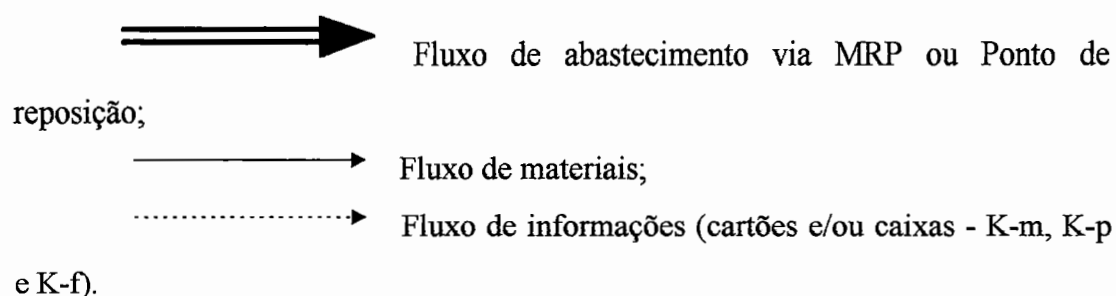 Fluxo de abastecimento via MRP ou Ponto de
reposição;
Fluxo de materiais;
Fluxo de informações (cartões e/ou caixas - K-m, K-p
e K-f).